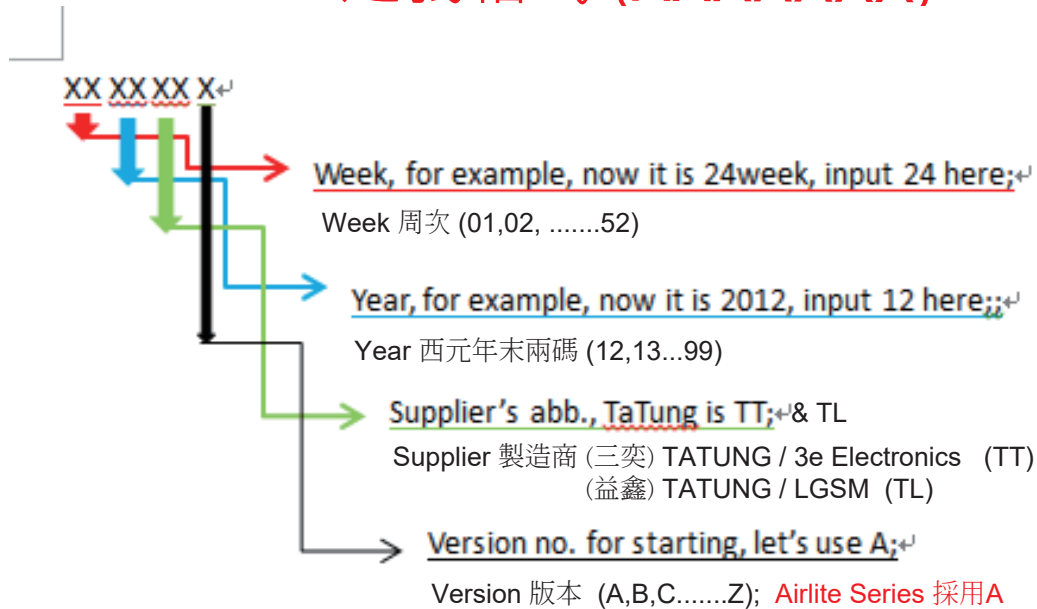 XX XX XX X↵
Week, for example, now it is 24week, input 24 here;↵
Week 周次 (01,02, .......52)
Year, for example, now it is 2012, input 12 here;;↵
Year 西元年末兩碼 (12,13...99)
Supplier's abb., TaTung is TT;↵& TL
Supplier 製造商 (三奕) TATUNG / 3e Electronics (TT)
(益鑫) TATUNG / LGSM (TL)
Version no. for starting, let's use A;↵
Version 版本 (A,B,C.......Z); Airlite Series 採用A